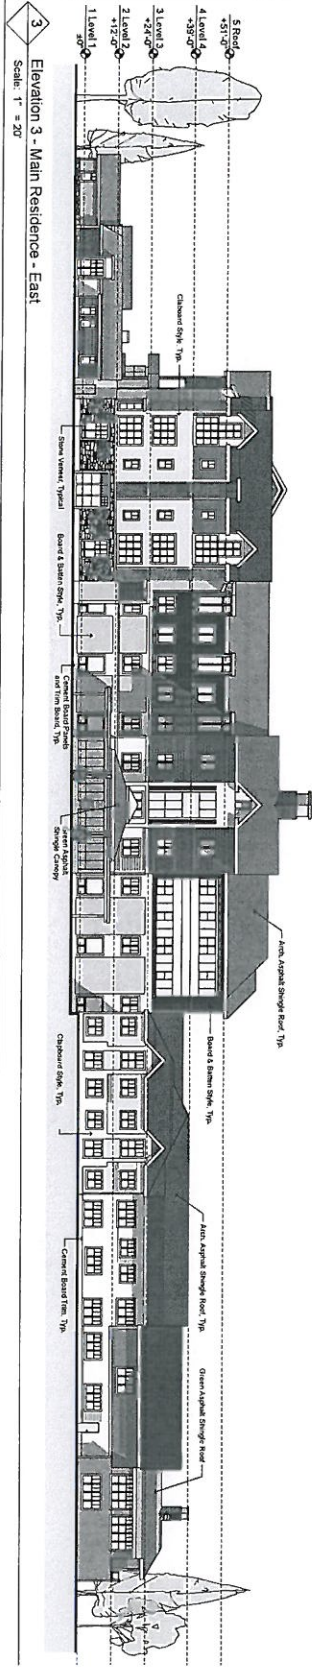 5 Roof
+51'-0"
4 Level 4
+39'-0"
3 Level 3
+24'-0"
2 Level 2
+12'-0"
1 Level 1
±0"
Claboard Style, Typ.
Arch. Asphalt Shingle Roof, Typ.
Board & Batten Style, Typ.
Arch. Asphalt Shingle Roof, Typ.
Green Asphalt Shingle Roof
Stone Veneer, Typical
Board & Batten Style, Typ.
Cement Board Panels
and Trim Board, Typ.
Green Asphalt
Shingle Canopy
Clapboard Style, Typ.
Cement Board Trim, Typ.
3
Elevation 3 - Main Residence - East
Scale: 1" = 20'